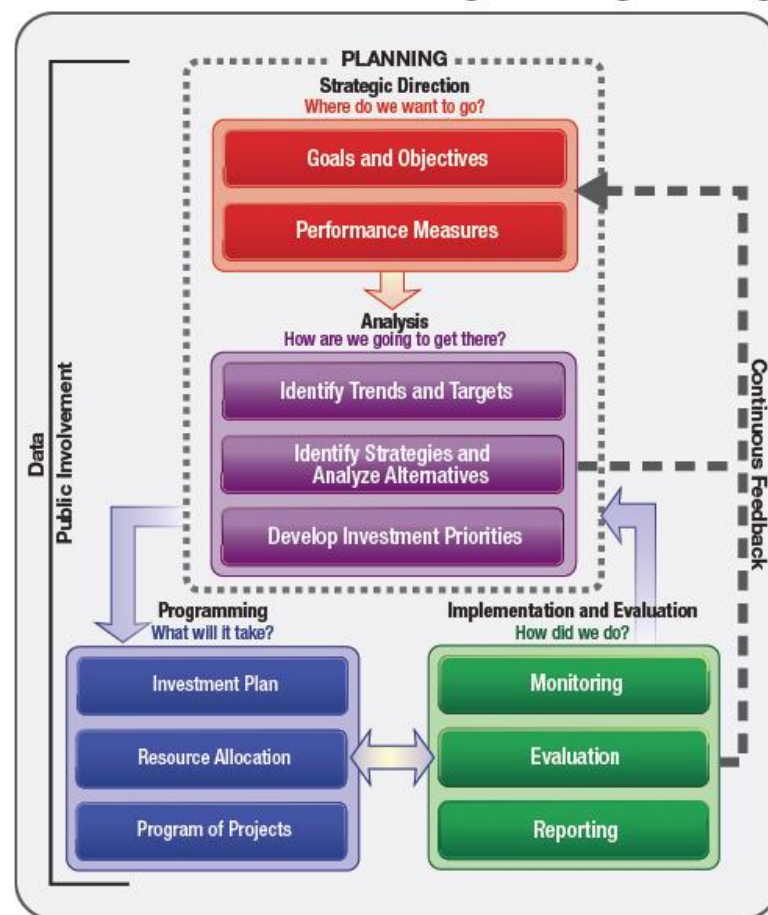 PLANNING
Strategic Direction
Where do we want to go?
Goals and Objectives
Performance Measures
Analysis
How are we going to get there?
Identify Trends and Targets
Identify Strategies and
Analyze Alternatives
Develop Investment Priorities
Data
Public Involvement
Continuous Feedback
Programming
What will it take?
Investment Plan
Resource Allocation
Program of Projects
Implementation and Evaluation
How did we do?
Monitoring
Evaluation
Reporting